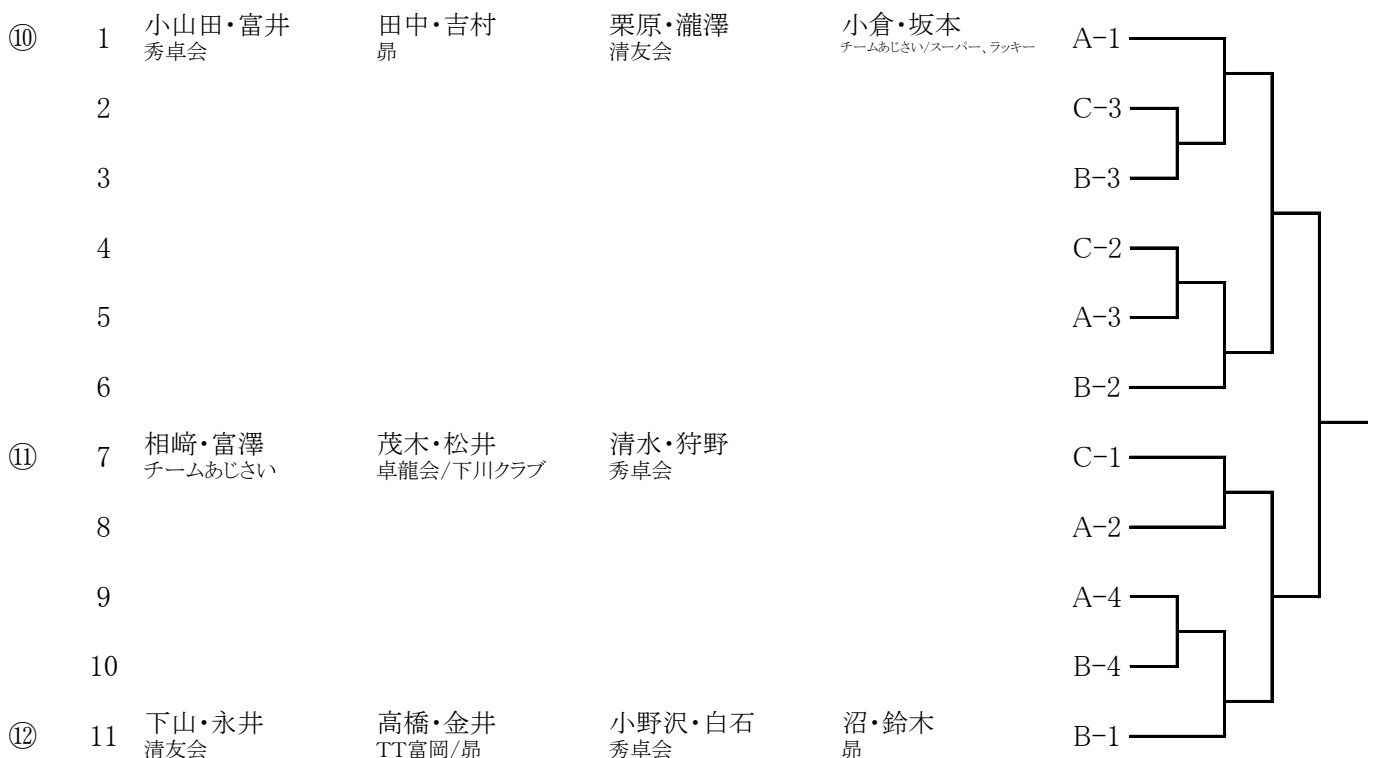 ⑩ 1 小山田・富井 田中・吉村 栗原・瀧澤 小倉・坂本 A-1
秀卓会 昴 清友会 チームあじさい/スーパー、ラッキー
2 C-3
3 B-3
4 C-2
5 A-3
6 B-2
⑪ 7 相﨑・富澤 茂木・松井 清水・狩野 C-1
チームあじさい 卓龍会/下川クラブ 秀卓会
8 A-2
9 A-4
10 B-4
⑫ 11 下山・永井 高橋・金井 小野沢・白石 沼・鈴木 B-1
清友会 TT富岡/昴 秀卓会 昴